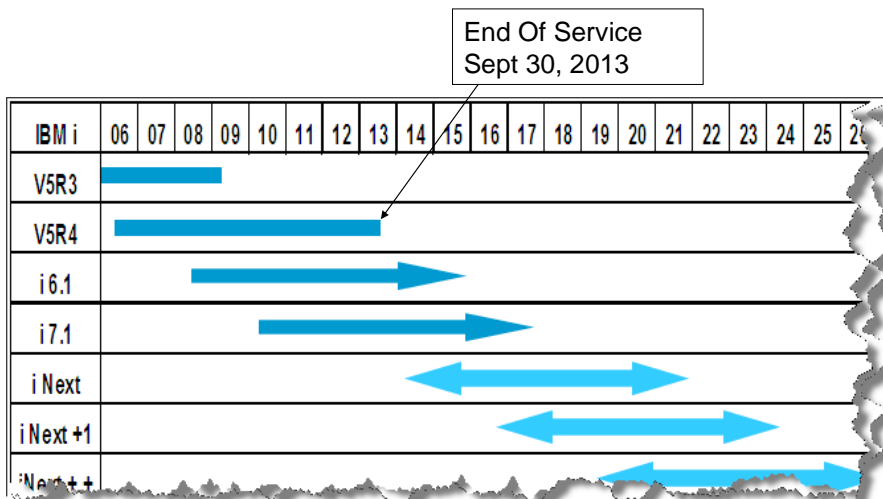 End Of Service
Sept 30, 2013
IBM i 06 07 08 09 10 11 12 13 14 15 16 17 18 19 20 21 22 23 24 25
V5R3
V5R4
i 6.1
i 7.1
i Next
i Next +1